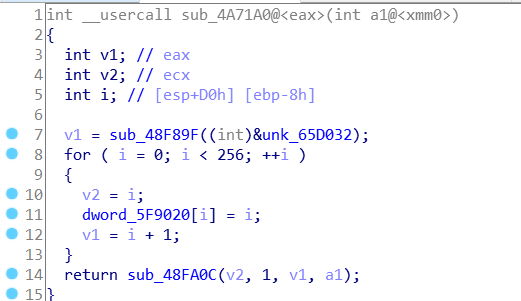 1 int __usercall sub_4A71A0@<eax>(int a1@<xmm0>)
2 {
3 int v1; // eax
4 int v2; // ecx
5 int i; // [esp+D0h] [ebp-8h]
6
7 v1 = sub_48F89F((int)&unk_65D032);
8 for ( i = 0; i < 256; ++i )
9 {
10 v2 = i;
11 dword_5F9020[i] = i;
12 v1 = i + 1;
13 }
14 return sub_48FA0C(v2, 1, v1, a1);
15 }